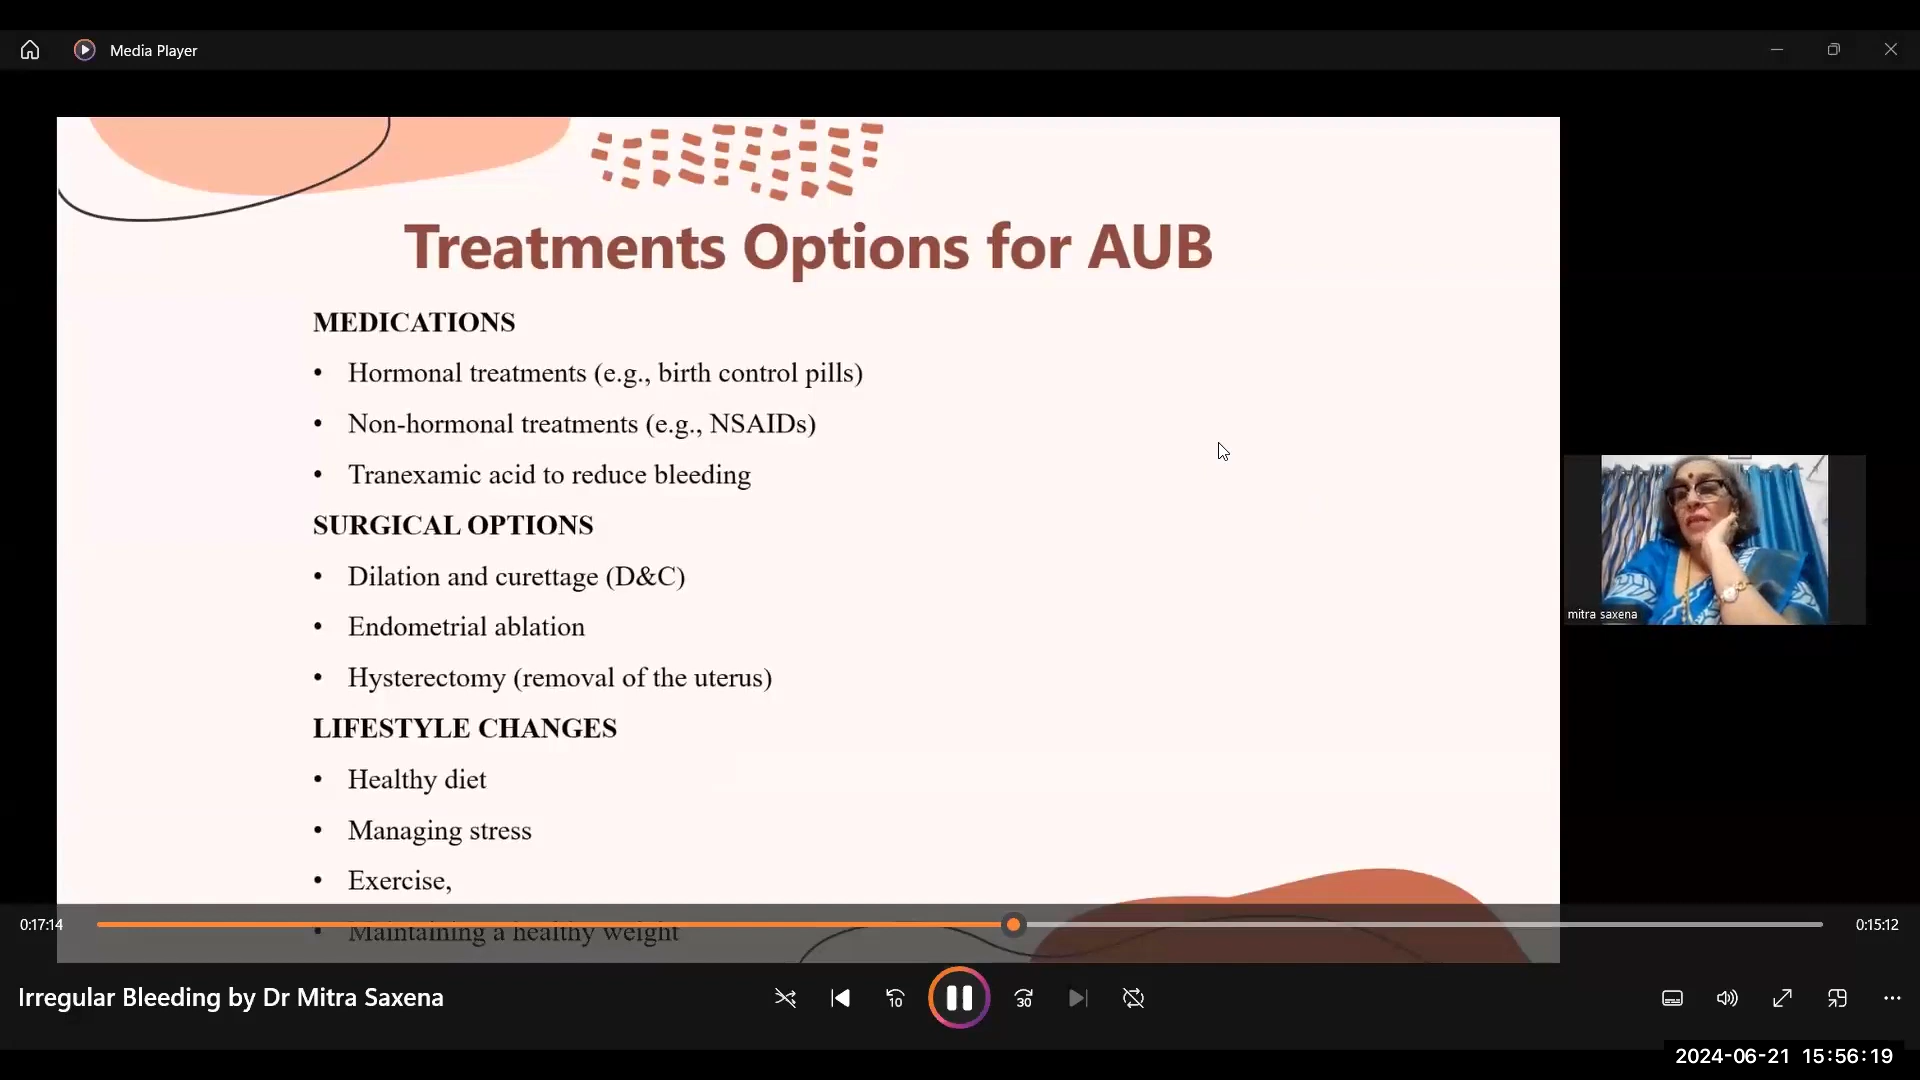 Media Player
Treatments Options for AUB
MEDICATIONS
• Hormonal treatments (e.g., birth control pills)
• Non-hormonal treatments (e.g., NSAIDs)
• Tranexamic acid to reduce bleeding
SURGICAL OPTIONS
• Dilation and curettage (D&C)
• Endometrial ablation
• Hysterectomy (removal of the uterus)
LIFESTYLE CHANGES
• Healthy diet
• Managing stress
• Exercise,
• Maintaining a healthy weight
mitra saxena
0:17:14
0:15:12
Irregular Bleeding by Dr Mitra Saxena
10
30
2024-06-21 15:56:19